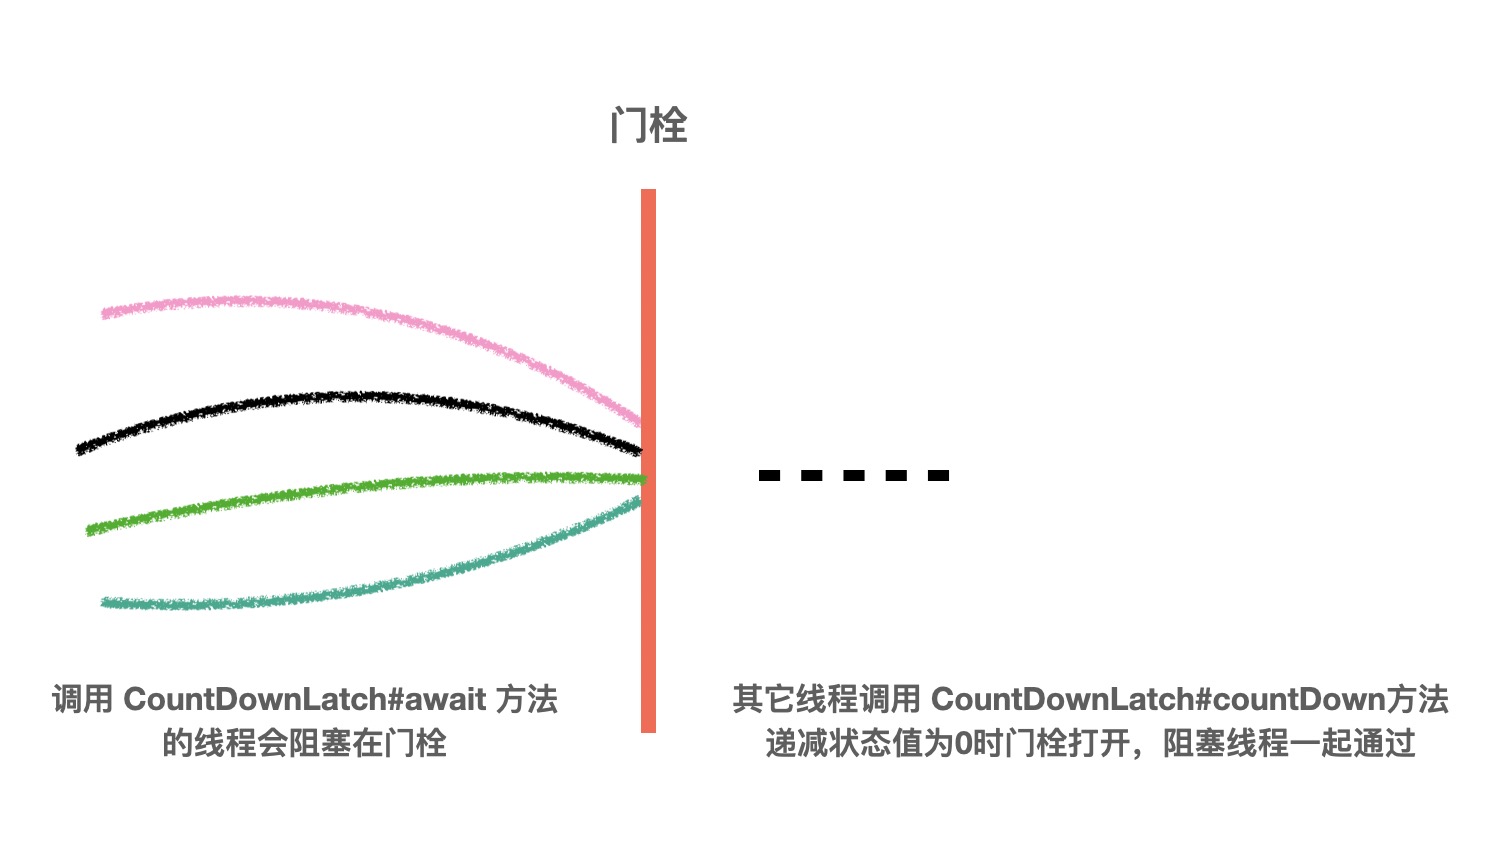 门栓
调用 CountDownLatch#await 方法
的线程会阻塞在门栓
其它线程调用 CountDownLatch#countDown方法
递减状态值为0时门栓打开，阻塞线程一起通过